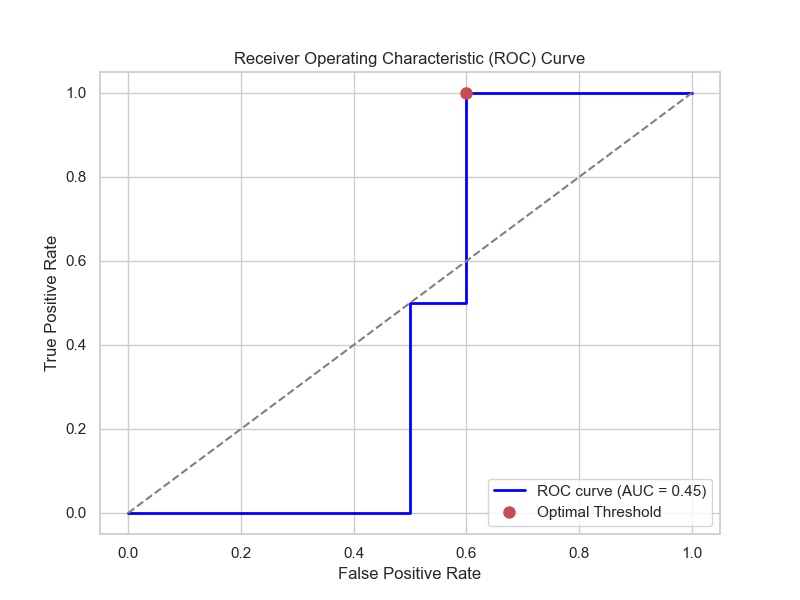 Receiver Operating Characteristic (ROC) Curve
True Positive Rate
1.0
0.8
0.6
0.4
0.2
0.0
ROC curve (AUC = 0.45)
Optimal Threshold
0.0 0.2 0.4 0.6 0.8 1.0
False Positive Rate